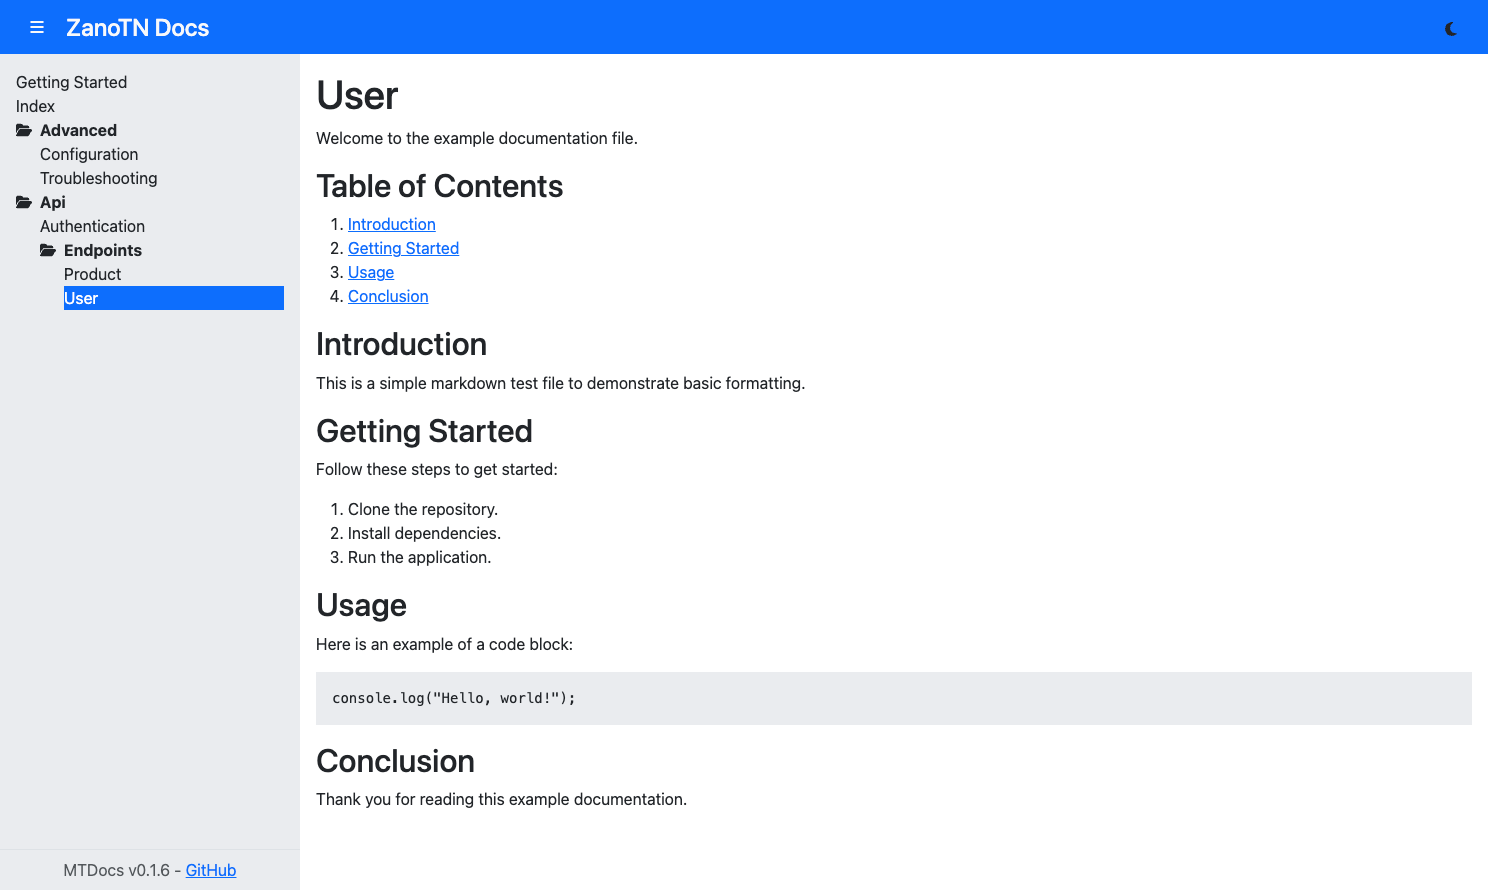 ZanoTN Docs
Getting Started
Index
Advanced
Configuration
Troubleshooting
Api
Authentication
Endpoints
Product
User
MTDocs v0.1.6 - GitHub
User
Welcome to the example documentation file.
Table of Contents
1. Introduction
2. Getting Started
3. Usage
4. Conclusion
Introduction
This is a simple markdown test file to demonstrate basic formatting.
Getting Started
Follow these steps to get started:
1. Clone the repository.
2. Install dependencies.
3. Run the application.
Usage
Here is an example of a code block:
console.log("Hello, world!");
Conclusion
Thank you for reading this example documentation.